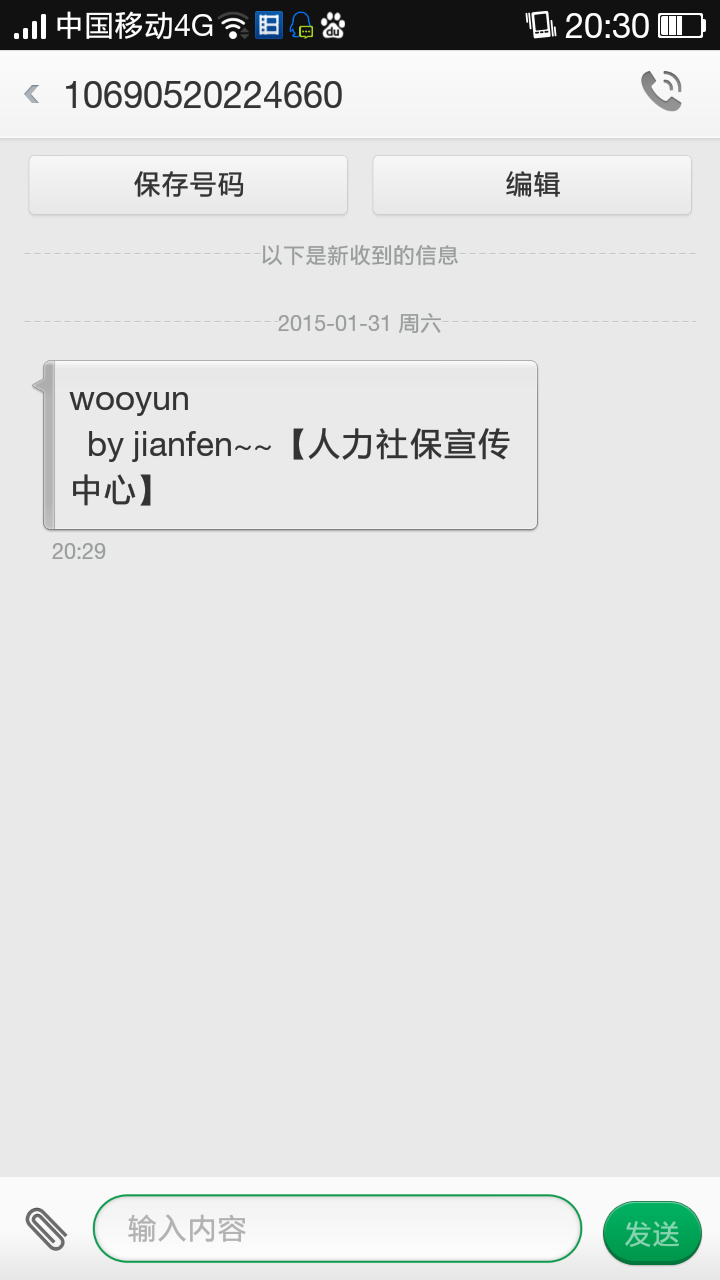 中国移动4G 20:30
10690520224660
保存号码 编辑
以下是新收到的信息
2015-01-31 周六
wooyun
by jianfen~~【人力社保宣传
中心】
20:29
输入内容 发送